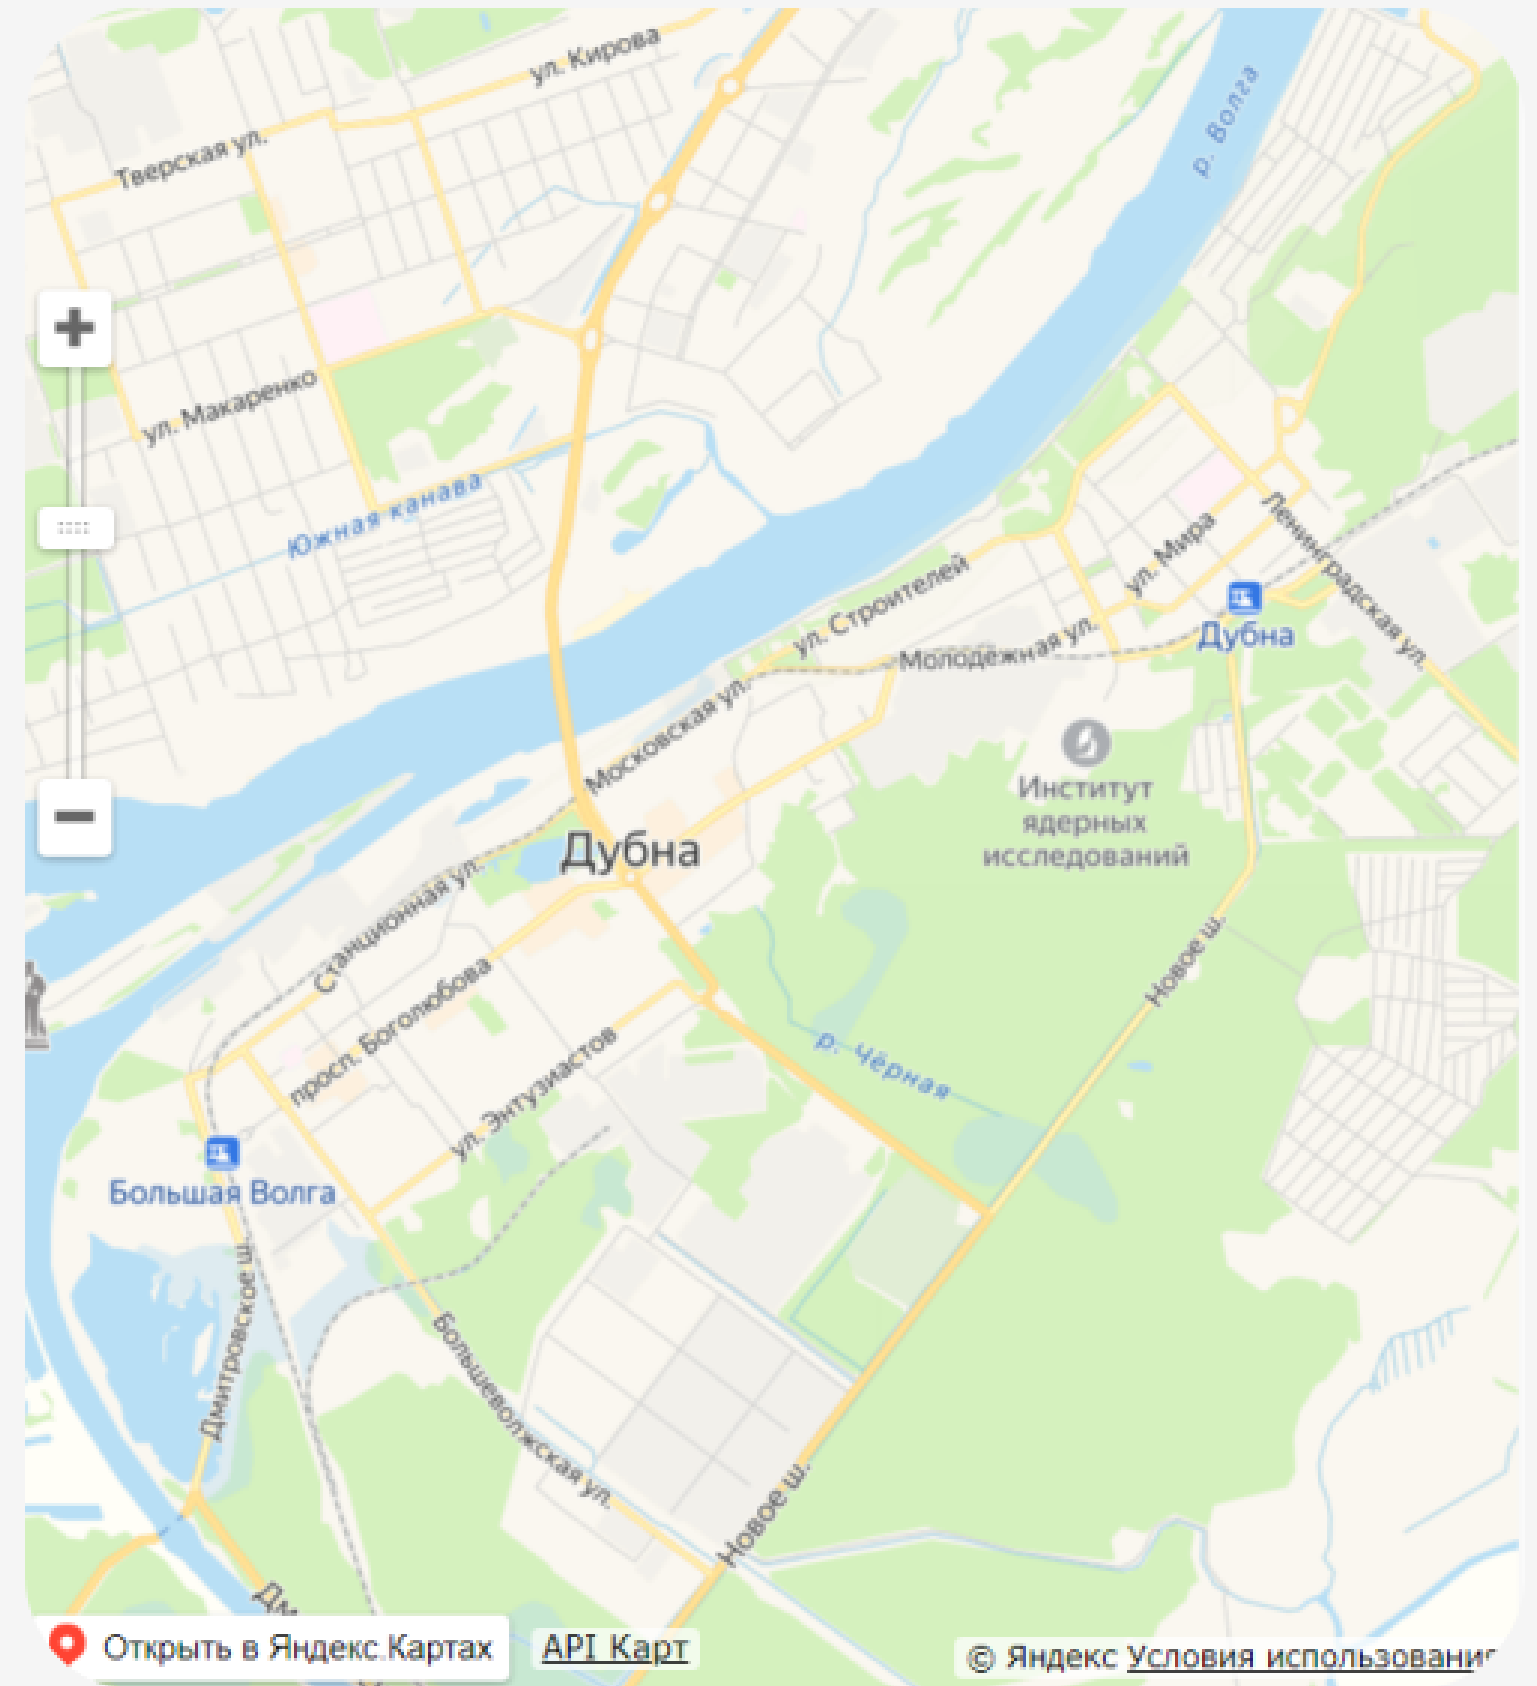 ул. Кирова
р. Волга
Тверская ул.
ул. Макаренко
Южная канава
Ленинградская ул.
ул. Мира
ул. Строителей
Дубна
Молодёжная ул.
Московская ул.
Институт
ядерных
исследований
Дубна
Станционная ул.
Новое ш.
просп. Боголюбова
р. Чёрная
ул. Энтузиастов
Большая Волга
Дмитровское ш.
Большеволжская ул.
Новое ш.
Дм
Открыть в Яндекс.Картах
API Карт
© Яндекс Условия использования